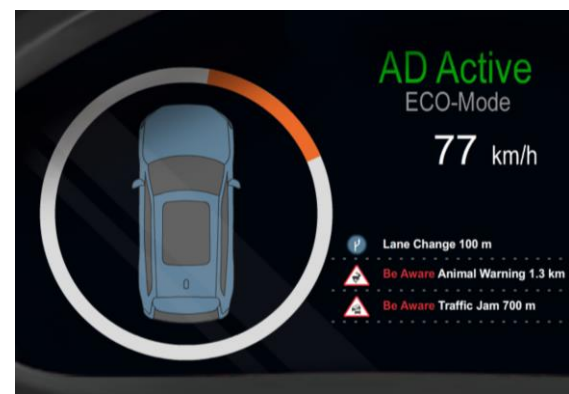 AD Active
ECO-Mode
77 km/h
Lane Change 100 m
Be Aware Animal Warning 1.3 km
Be Aware Traffic Jam 700 m